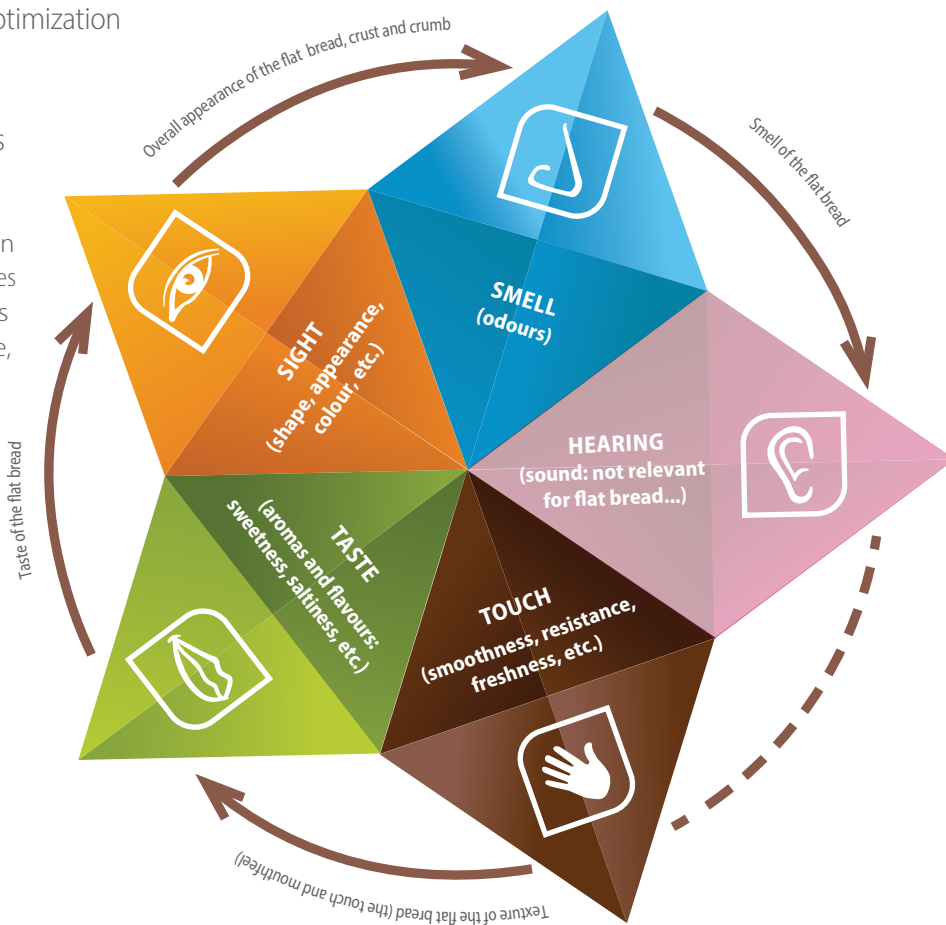 Overall appearance of the flat bread, crust and crumb
Smell of the flat bread
SMELL
(odours)
SIGHT
(shape, appearance,
colour, etc.)
HEARING
(sound: not relevant
for flat bread...)
TASTE
(aromas and flavours:
sweetness, saltiness, etc.)
TOUCH
(smoothness, resistance,
freshness, etc.)
Taste of the flat bread
Texture of the flat bread (the) touch and mouthfeel)